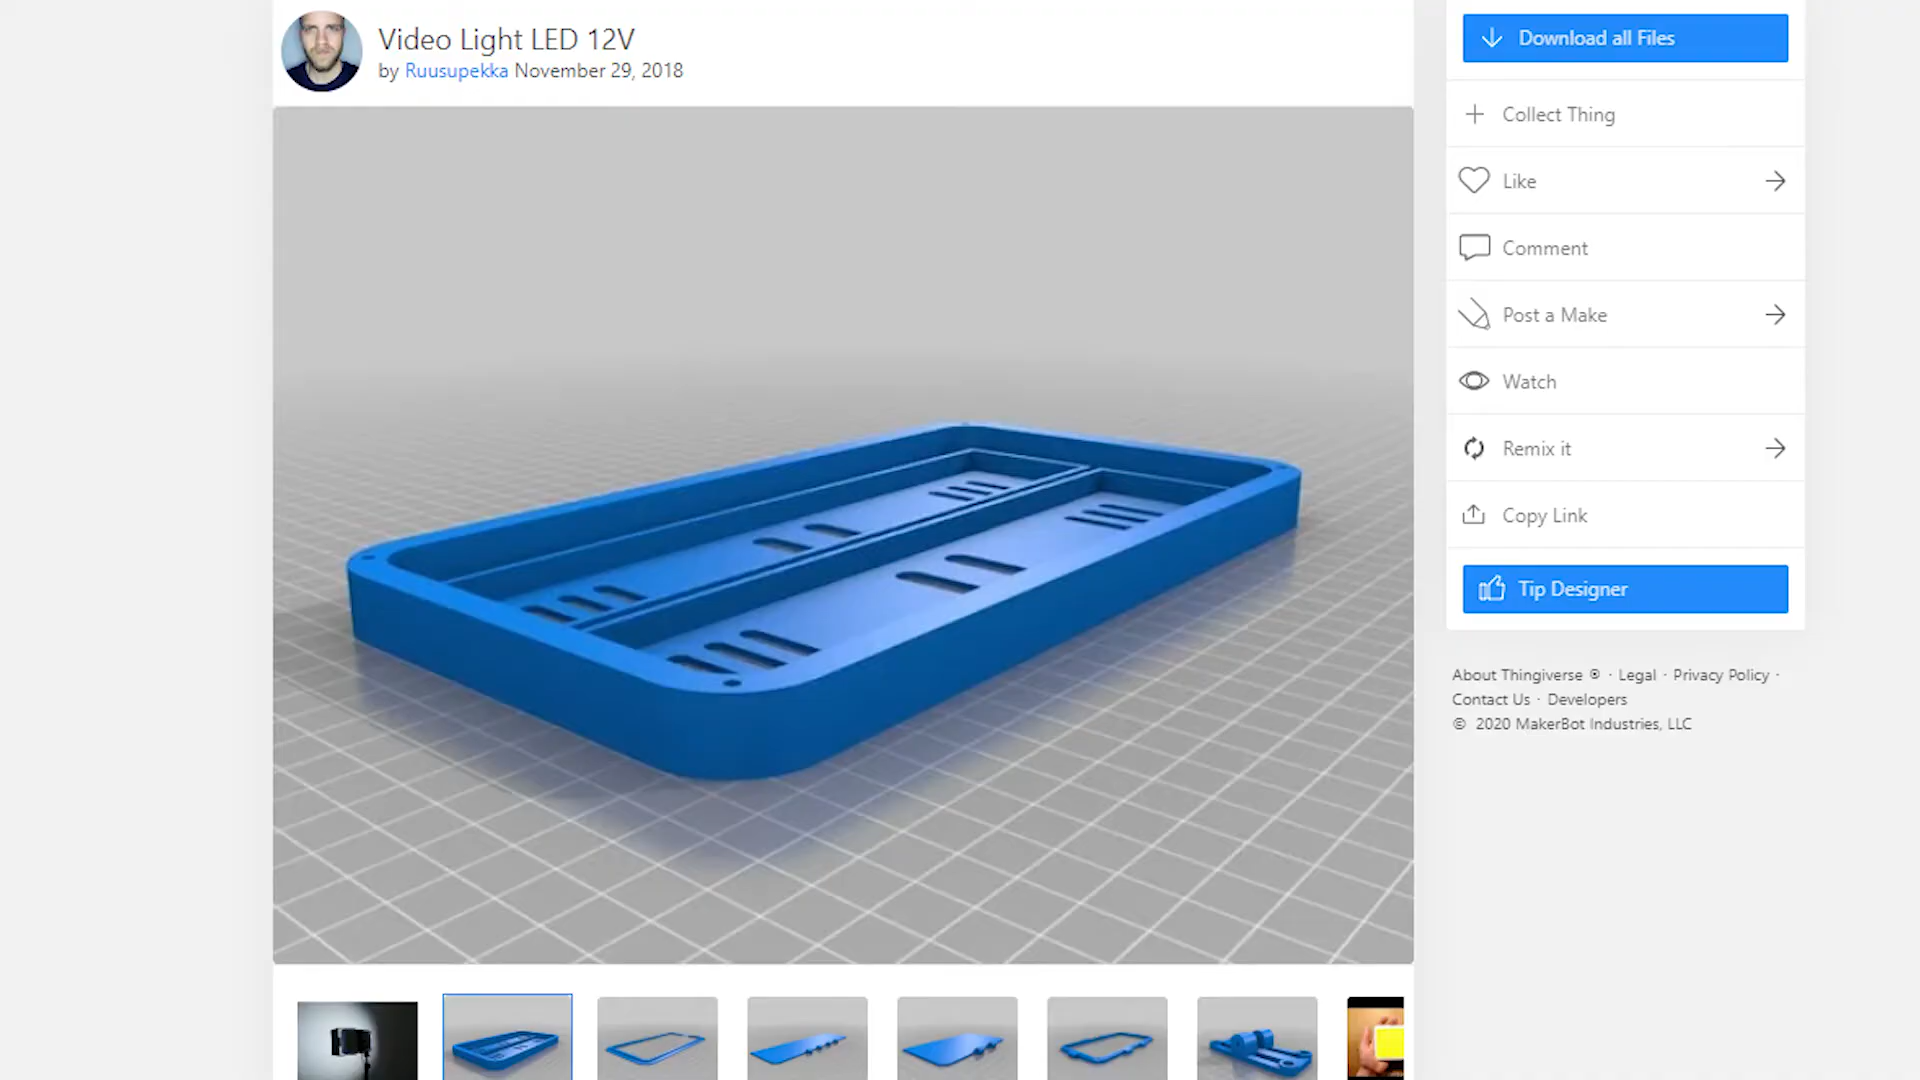 Video Light LED 12V
by Ruusupekka November 29, 2018
Download all Files
Collect Thing
Like
Comment
Post a Make
Watch
Remix it
Copy Link
Tip Designer
About Thingiverse ® · Legal · Privacy Policy ·
Contact Us · Developers
© 2020 MakerBot Industries, LLC